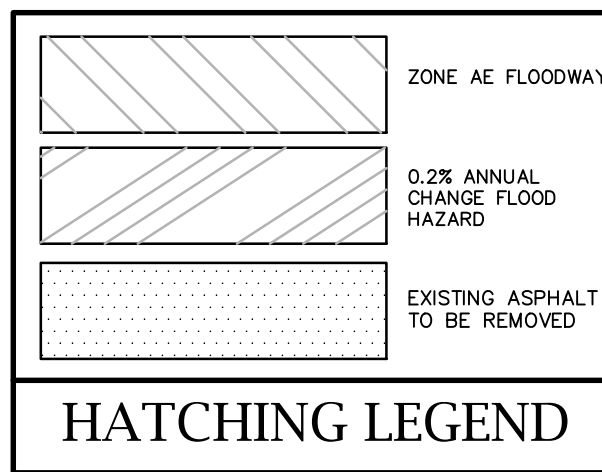 ZONE AE FLOODWAY
0.2% ANNUAL
CHANGE FLOOD
HAZARD
EXISTING ASPHALT
TO BE REMOVED
HATCHING LEGEND